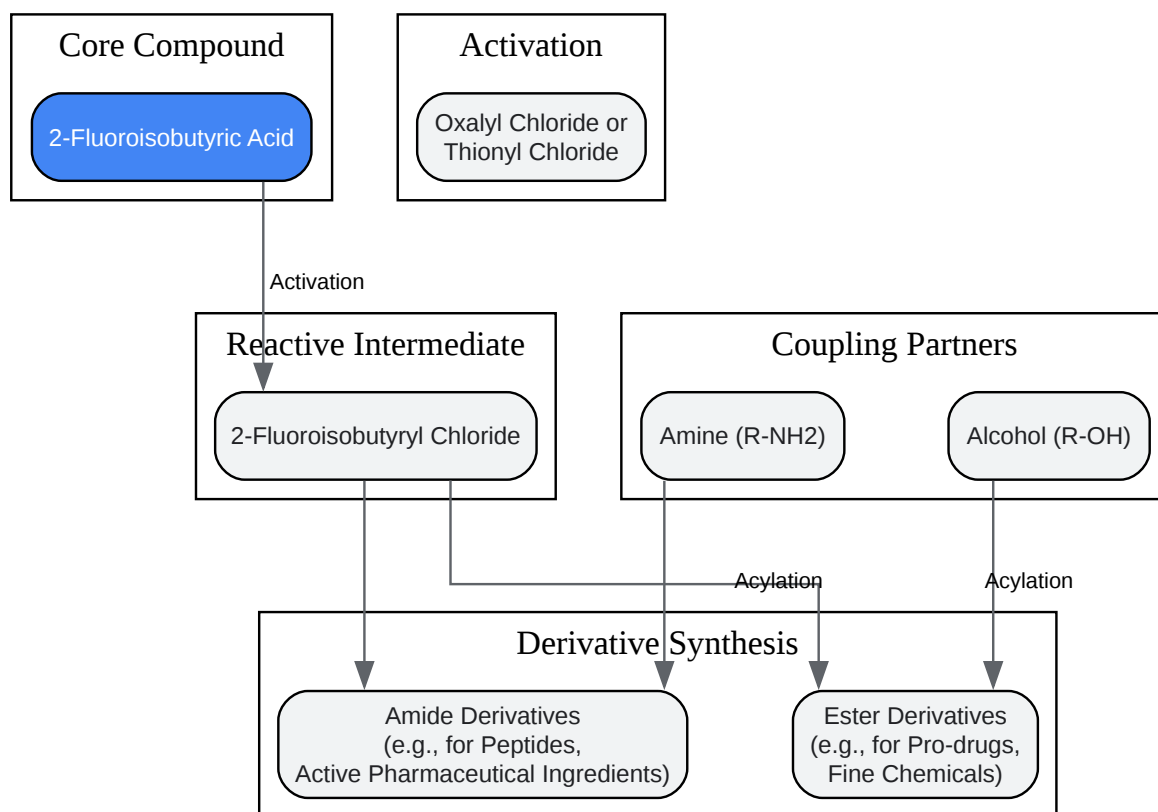 Core Compound
2-Fluoroisobutyric Acid
Activation
Oxalyl Chloride or
Thionyl Chloride
Activation
Reactive Intermediate
2-Fluoroisobutyryl Chloride
Coupling Partners
Amine (R-NH2)
Alcohol (R-OH)
Acylation
Acylation
Derivative Synthesis
Amide Derivatives
(e.g., for Peptides,
Active Pharmaceutical Ingredients)
Ester Derivatives
(e.g., for Pro-drugs,
Fine Chemicals)